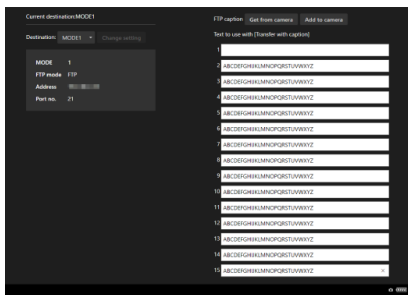 Current destination:MODE1
Destination: MODE1 Change setting
MODE 1
FTP mode FTP
Address
Port no. 21
FTP caption Get from camera Add to camera
Text to use with [Transfer with caption]
1
2 ABCDEFGHIJKLMNOPQRSTUVWXYZ
3 ABCDEFGHIJKLMNOPQRSTUVWXYZ
4 ABCDEFGHIJKLMNOPQRSTUVWXYZ
5 ABCDEFGHIJKLMNOPQRSTUVWXYZ
6 ABCDEFGHIJKLMNOPQRSTUVWXYZ
7 ABCDEFGHIJKLMNOPQRSTUVWXYZ
8 ABCDEFGHIJKLMNOPQRSTUVWXYZ
9 ABCDEFGHIJKLMNOPQRSTUVWXYZ
10 ABCDEFGHIJKLMNOPQRSTUVWXYZ
11 ABCDEFGHIJKLMNOPQRSTUVWXYZ
12 ABCDEFGHIJKLMNOPQRSTUVWXYZ
13 ABCDEFGHIJKLMNOPQRSTUVWXYZ
14 ABCDEFGHIJKLMNOPQRSTUVWXYZ
15 ABCDEFGHIJKLMNOPQRSTUVWXYZ ×